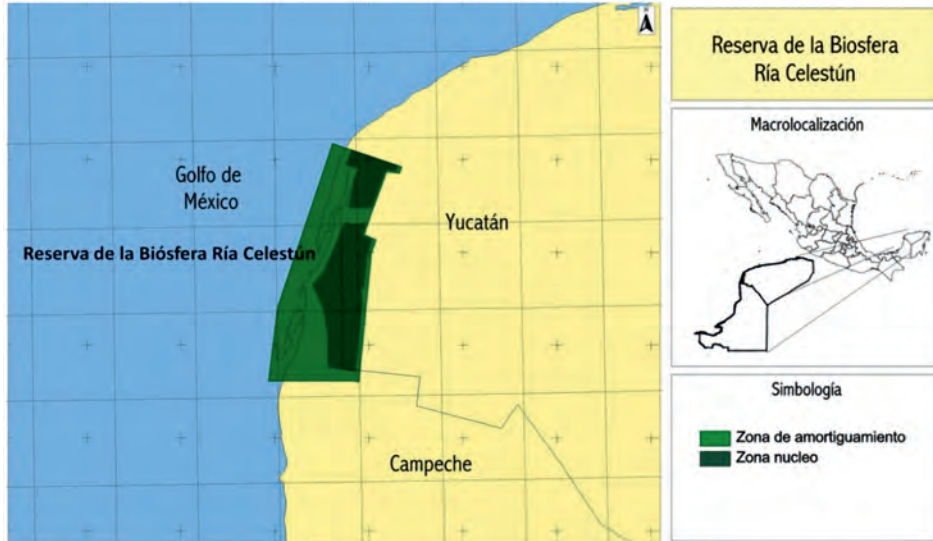 Golfo de
México
Reserva de la Biósfera Ría Celestún
Yucatán
Campeche
Reserva de la Biosfera
Ría Celestún
Macrolocalización
Simbología
Zona de amortiguamiento
Zona nucleo